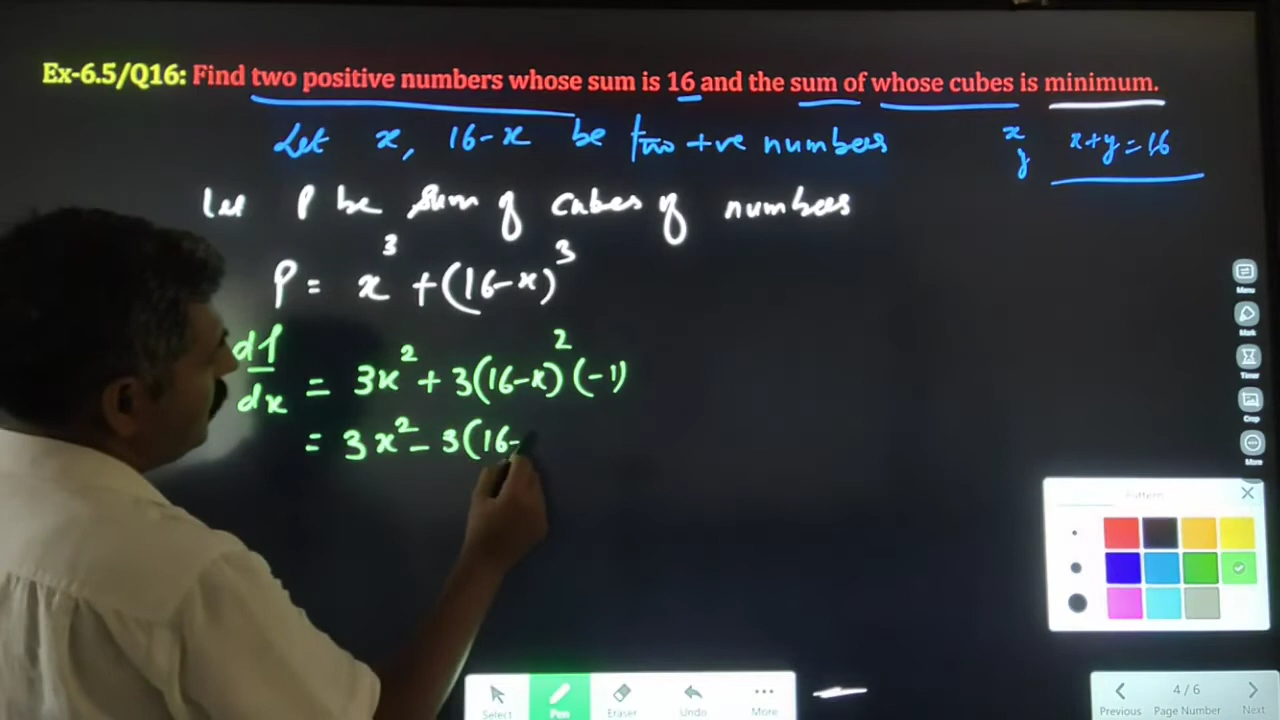 Ex-6.5/Q16: Find two positive numbers whose sum is 16 and the sum of whose cubes is minimum.
Let x, 16-x be two +ve numbers
x
y
x+y=16
Let P be sum of cubes of numbers
P = x³ + (16-x)³
dP/dx = 3x² + 3(16-x)²(-1)
= 3x² - 3(16-
Menu
Mark
Timer
Crop
More
Pattern
Select
Pen
Eraser
Undo
More
Previous
4 / 6
Page Number
Next